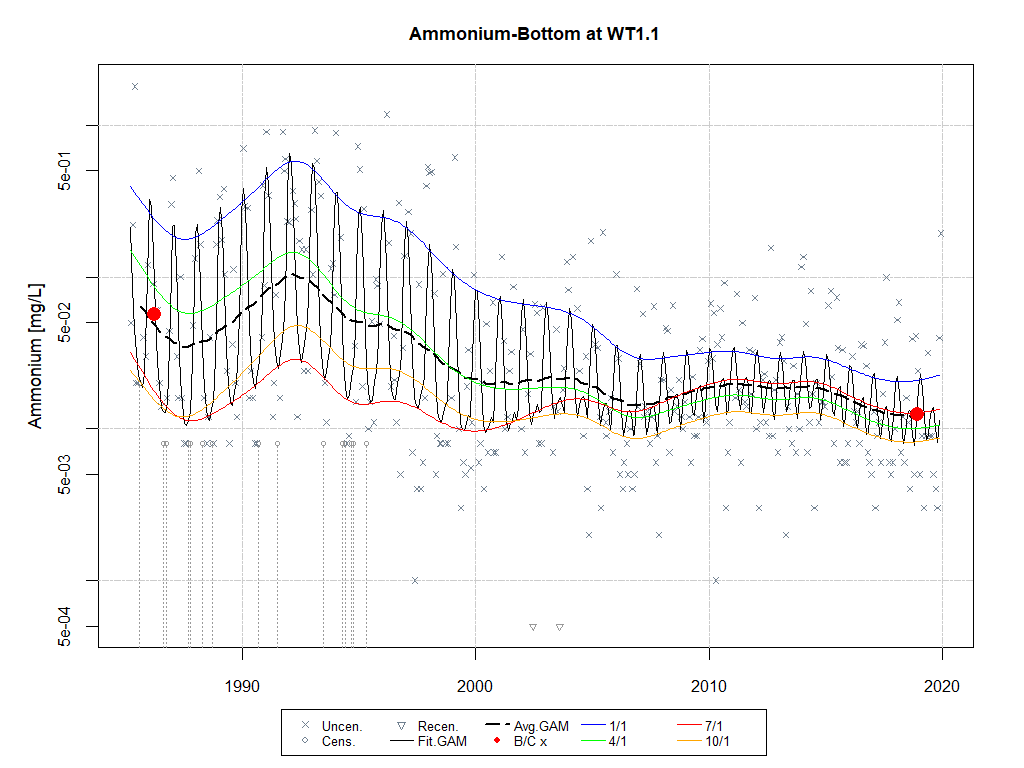 Ammonium-Bottom at WT1.1
Ammonium [mg/L]
5e-01
5e-02
5e-03
5e-04
1990 2000 2010 2020
Uncen. Recen. Avg.GAM 1/1 7/1
Cens. Fit.GAM B/C x 4/1 10/1